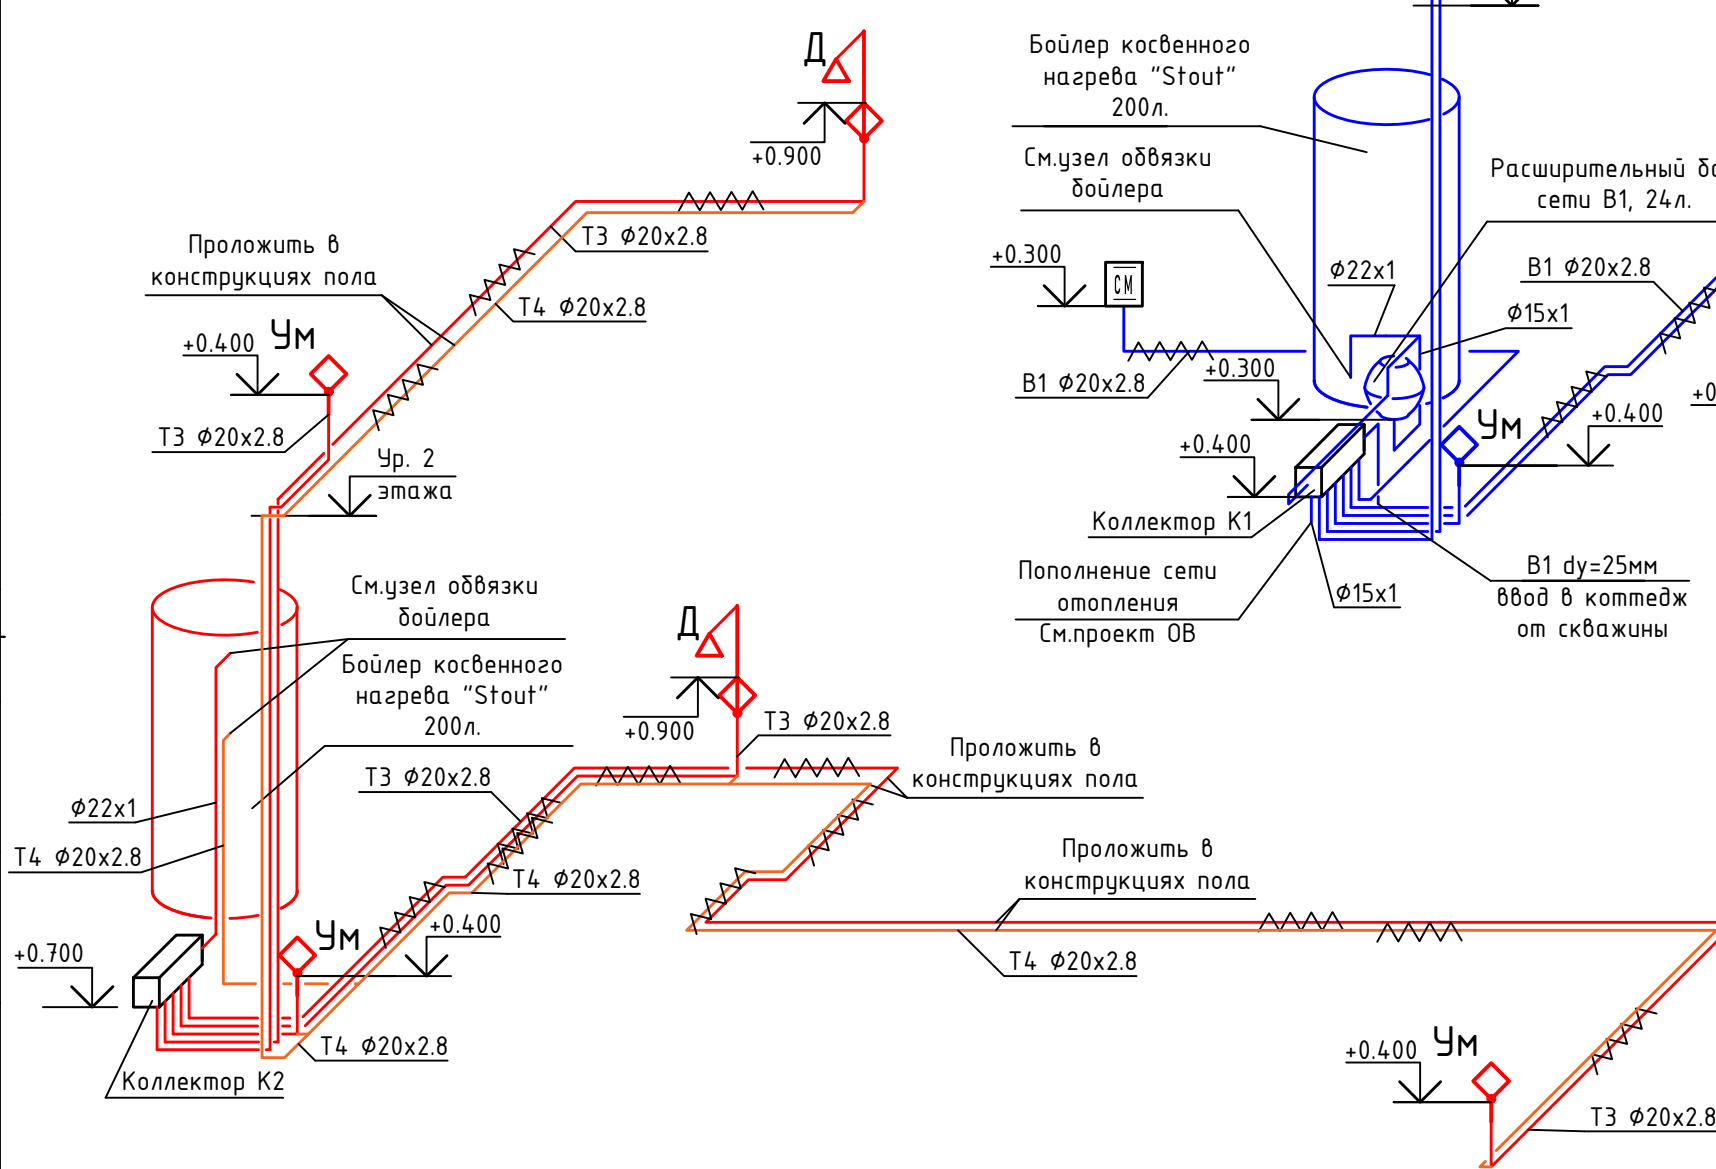 Д
+0.900
Т3 Ф20х2.8
Проложить в
конструкциях пола
Т4 Ф20х2.8
+0.400
Ум
Т3 Ф20х2.8
Ур. 2
этажа
См.узел обвязки
бойлера
Бойлер косвенного
нагрева "Stout"
200л.
Д
+0.900
Т3 Ф20х2.8
Т3 Ф20х2.8
Проложить в
конструкциях пола
Ф22х1
Т4 Ф20х2.8
Т4 Ф20х2.8
Проложить в
конструкциях пола
+0.700
Ум
+0.400
Т4 Ф20х2.8
Т4 Ф20х2.8
Коллектор К2
+0.400
Ум
Т3 Ф20х2.8
Бойлер косвенного
нагрева "Stout"
200л.
См.узел обвязки
бойлера
Расширительный
сети В1, 24л.
+0.300
СМ
Ф22х1
В1 Ф20х2.8
Ф15х1
В1 Ф20х2.8
+0.300
+0.400
Ум
+0.400
Коллектор К1
Пополнение сети
отопления
См.проект ОВ
Ф15х1
В1 dу=25мм
ввод в коттедж
от скважины